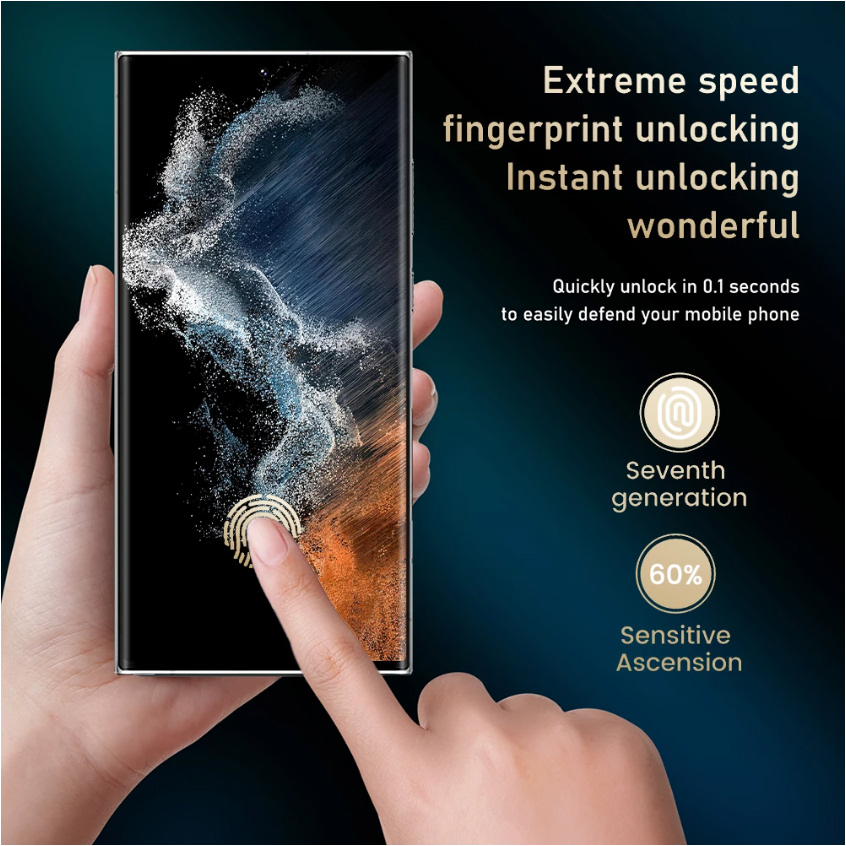 Extreme speed
fingerprint unlocking
Instant unlocking
wonderful
Quickly unlock in 0.1 seconds
to easily defend your mobile phone
Seventh
generation
60%
Sensitive
Ascension